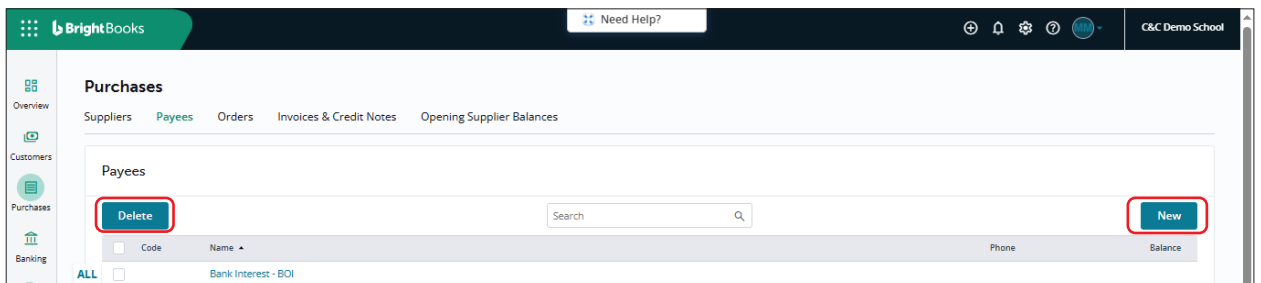 BrightBooks
Need Help?
MM
C&C Demo School
Overview
Customers
Purchases
Banking
Purchases
Suppliers Payees Orders Invoices & Credit Notes Opening Supplier Balances
Payees
Delete Search New
Code Name Phone Balance
ALL Bank Interest - BOI